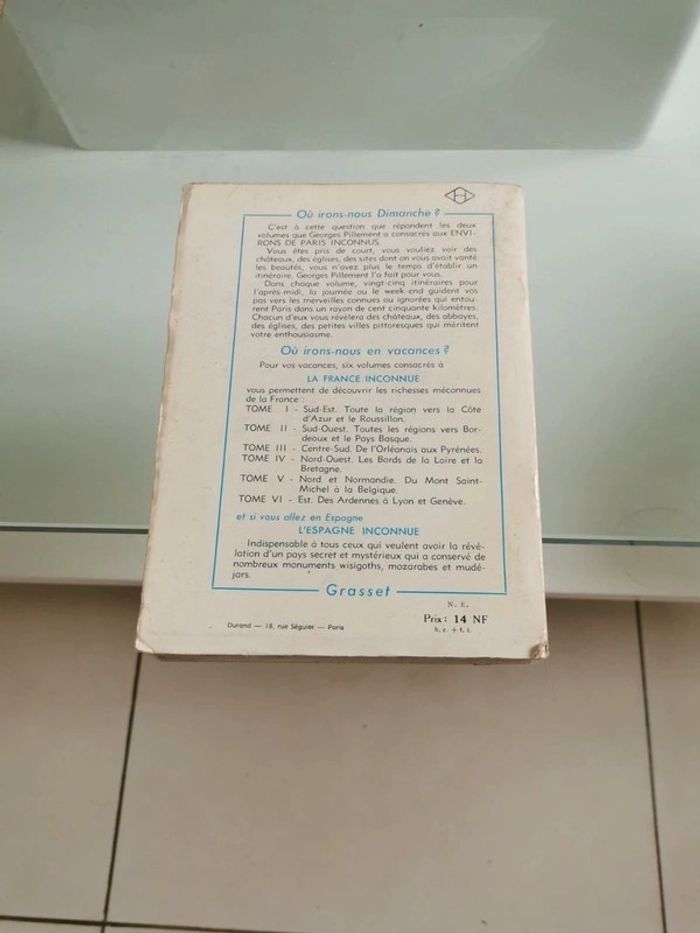 Où irons-nous Dimanche ?
C'est à cette question que répondent les deux
volumes que Georges Pillement a consacrés aux ENVI-
RONS DE PARIS INCONNUS.
Vous êtes pris de court, vous vouliez voir des
châteaux, des églises, des sites dont on vous avait vanté
les beautés, vous n'avez plus le temps d'établir un
itinéraire. Georges Pillement l'a fait pour vous.
Dans chaque volume, vingt-cinq itinéraires pour
l'après-midi, la journée ou le week-end guident vos
pas vers les merveilles connues ou ignorées qui entou-
rent Paris dans un rayon de cent cinquante kilomètres.
Chacun d'eux vous révélera des châteaux, des abbayes,
des églises, des petites villes pittoresques qui méritent
votre enthousiasme.
Où irons-nous en vacances ?
Pour vos vacances, six volumes consacrés à
LA FRANCE INCONNUE
vous permettent de découvrir les richesses méconnues
de la France :
TOME I - Sud-Est. Toute la région vers la Côte
d'Azur et le Roussillon.
TOME II - Sud-Ouest. Toutes les régions vers Bor-
deaux et le Pays Basque.
TOME III - Centre-Sud. De l'Orléanais aux Pyrénées.
TOME IV - Nord-Ouest. Les Bords de la Loire et la
Bretagne.
TOME V - Nord et Normandie. Du Mont Saint-
Michel à la Belgique.
TOME VI - Est. Des Ardennes à Lyon et Genève.
et si vous allez en Espagne
L'ESPAGNE INCONNUE
Indispensable à tous ceux qui veulent avoir la révé-
lation d'un pays secret et mystérieux qui a conservé de
nombreux monuments wisigoths, mozarabes et mudé-
jars.
Grasset
N. E.
Durand — 18, rue Séguier — Paris
Prix : 14 NF
b. c. + t. l.